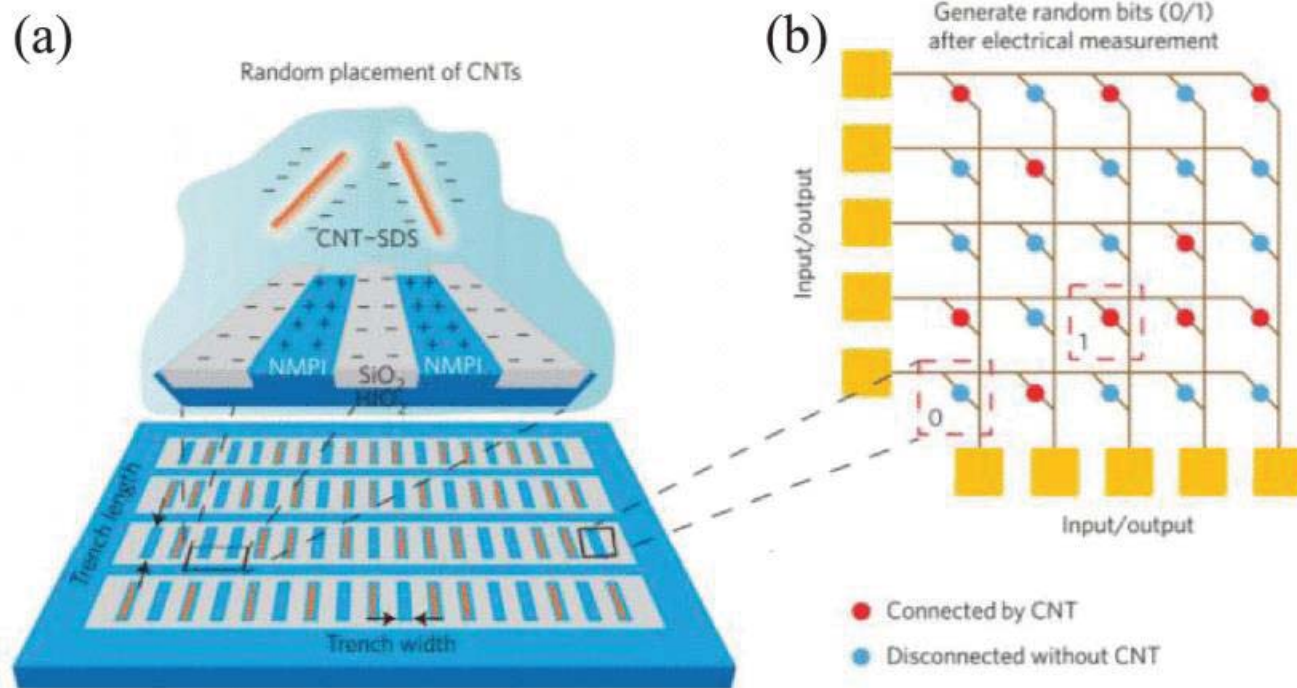 (a)
Random placement of CNTs
CNT–SDS
NMPI
NMPI
SiO₂
HfO₂
Trench length
Trench width
(b)
Generate random bits (0/1)
after electrical measurement
Input/output
1
0
Input/output
Connected by CNT
Disconnected without CNT